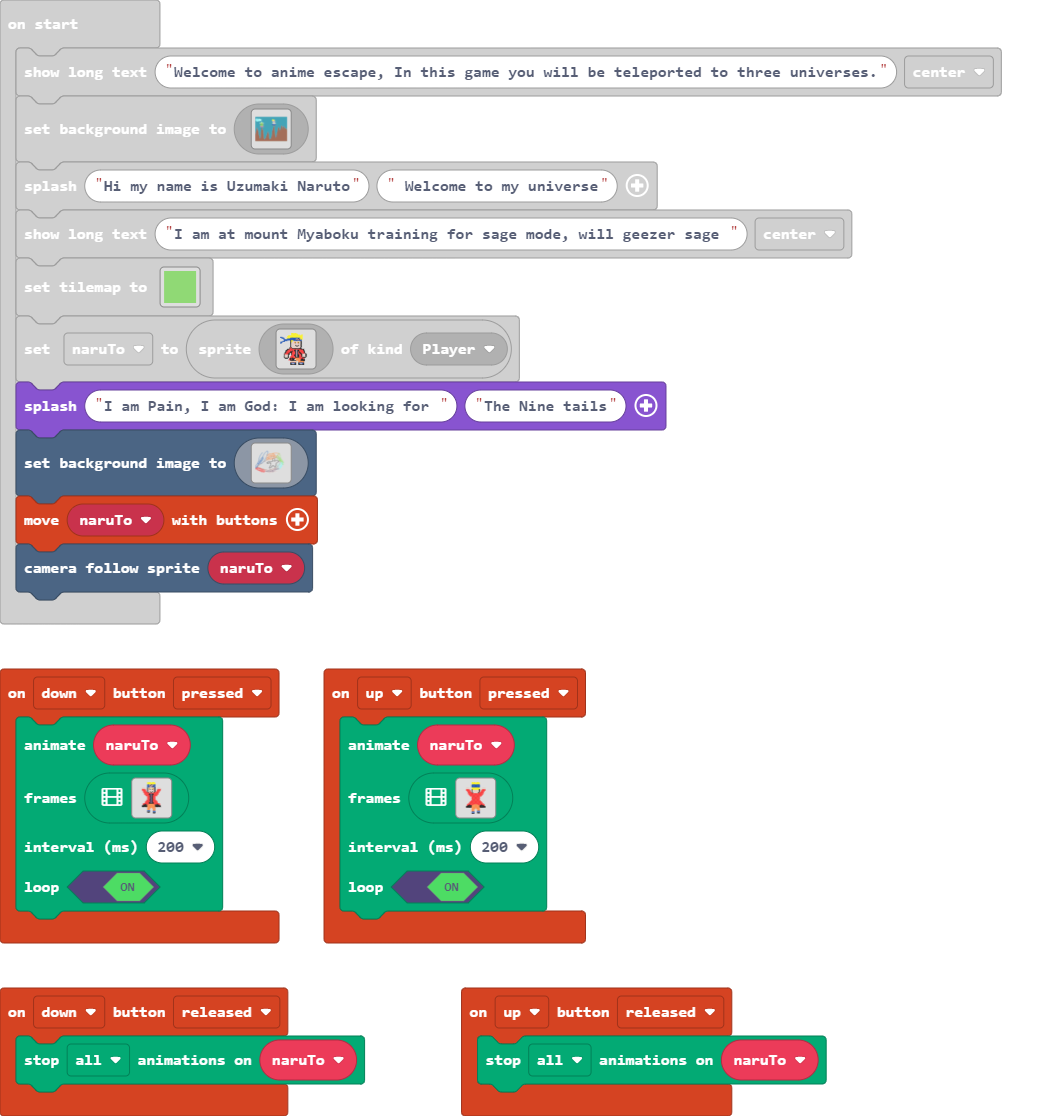 on start
show long text "Welcome to anime escape, In this game you will be teleported to three universes." center
set background image to
splash "Hi my name is Uzumaki Naruto" " Welcome to my universe"
show long text "I am at mount Myaboku training for sage mode, will geezer sage " center
set tilemap to
set naruTo to sprite of kind Player
splash "I am Pain, I am God: I am looking for " "The Nine tails"
set background image to
move naruTo with buttons
camera follow sprite naruTo
on down button pressed
animate naruTo
frames
interval (ms) 200
loop ON
on up button pressed
animate naruTo
frames
interval (ms) 200
loop ON
on down button released
stop all animations on naruTo
on up button released
stop all animations on naruTo